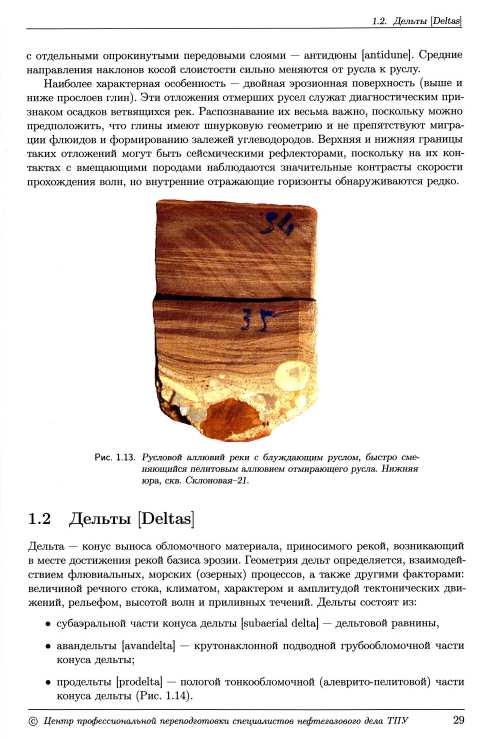 1.2. Дельты [Deltas]
с отдельными опрокинутыми передовыми слоями — антидюны [antidune]. Средние
направления наклонов косой слоистости сильно меняются от русла к руслу.
Наиболее характерная особенность — двойная эрозионная поверхность (выше и
ниже прослоев глин). Эти отложения отмерших русел служат диагностическим при-
знаком осадков ветвящихся рек. Распознавание их весьма важно, поскольку можно
предположить, что глины имеют шнурковую геометрию и не препятствуют мигра-
ции флюидов и формированию залежей углеводородов. Верхняя и нижняя границы
таких отложений могут быть сейсмическими рефлекторами, поскольку на их кон-
тактах с вмещающими породами наблюдаются значительные контрасты скорости
прохождения волн, но внутренние отражающие горизонты обнаруживаются редко.
34
35
Рис. 1.13. Русловой аллювий реки с блуждающим руслом, быстро сме-
няющийся пелитовым аллювием отмирающего русла. Нижняя
юра, скв. Склоновая–21.
1.2 Дельты [Deltas]
Дельта — конус выноса обломочного материала, приносимого рекой, возникающий
в месте достижения рекой базиса эрозии. Геометрия дельт определяется, взаимодей-
ствием флювиальных, морских (озерных) процессов, а также другими факторами:
величиной речного стока, климатом, характером и амплитудой тектонических дви-
жений, рельефом, высотой волн и приливных течений. Дельты состоят из:
• субаэральной части конуса дельты [subaerial delta] — дельтовой равнины,
• авандельты [avandelta] — крутонаклонной подводной грубообломочной части
конуса дельты;
• продельты [prodelta] — пологой тонкообломочной (алеврито-пелитовой) части
конуса дельты (Рис. 1.14).
© Центр профессиональной переподготовки специалистов нефтегазового дела ТПУ 29